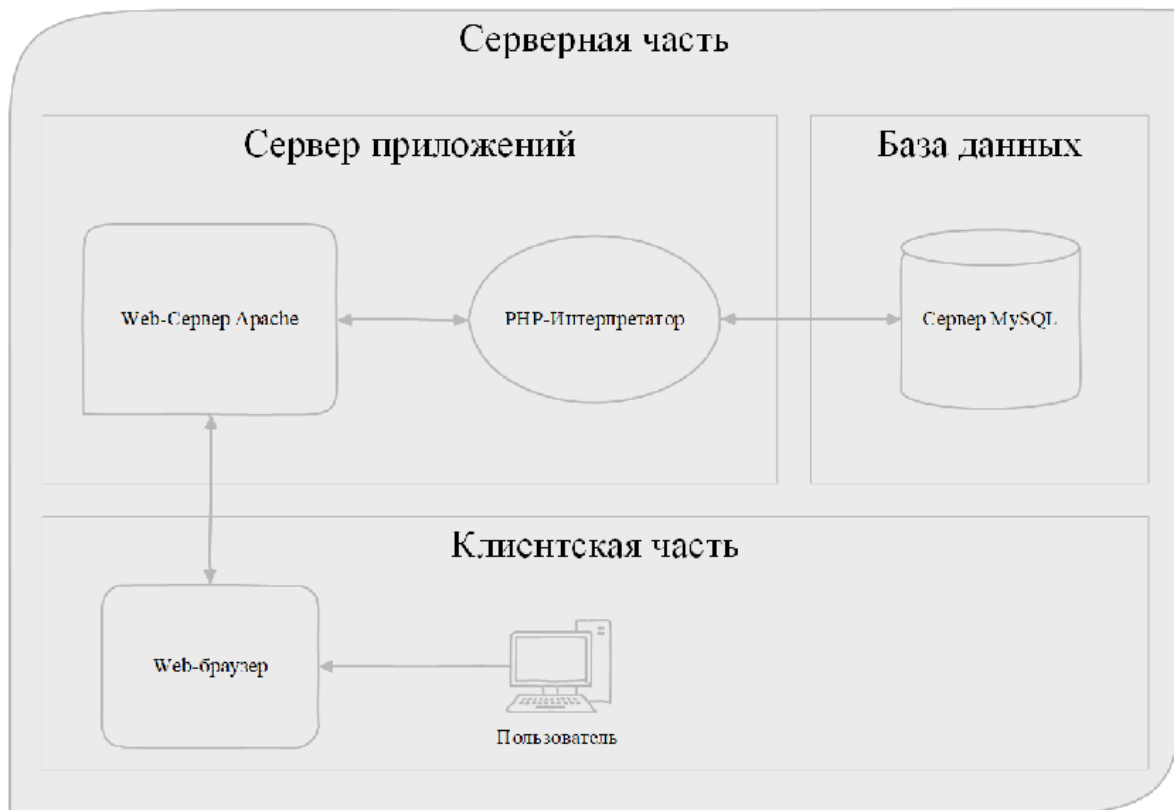 Серверная часть
Сервер приложений
База данных
Web-Сервер Apache
PHP-Интерпретатор
Сервер MySQL
Клиентская часть
Web-браузер
Пользователь